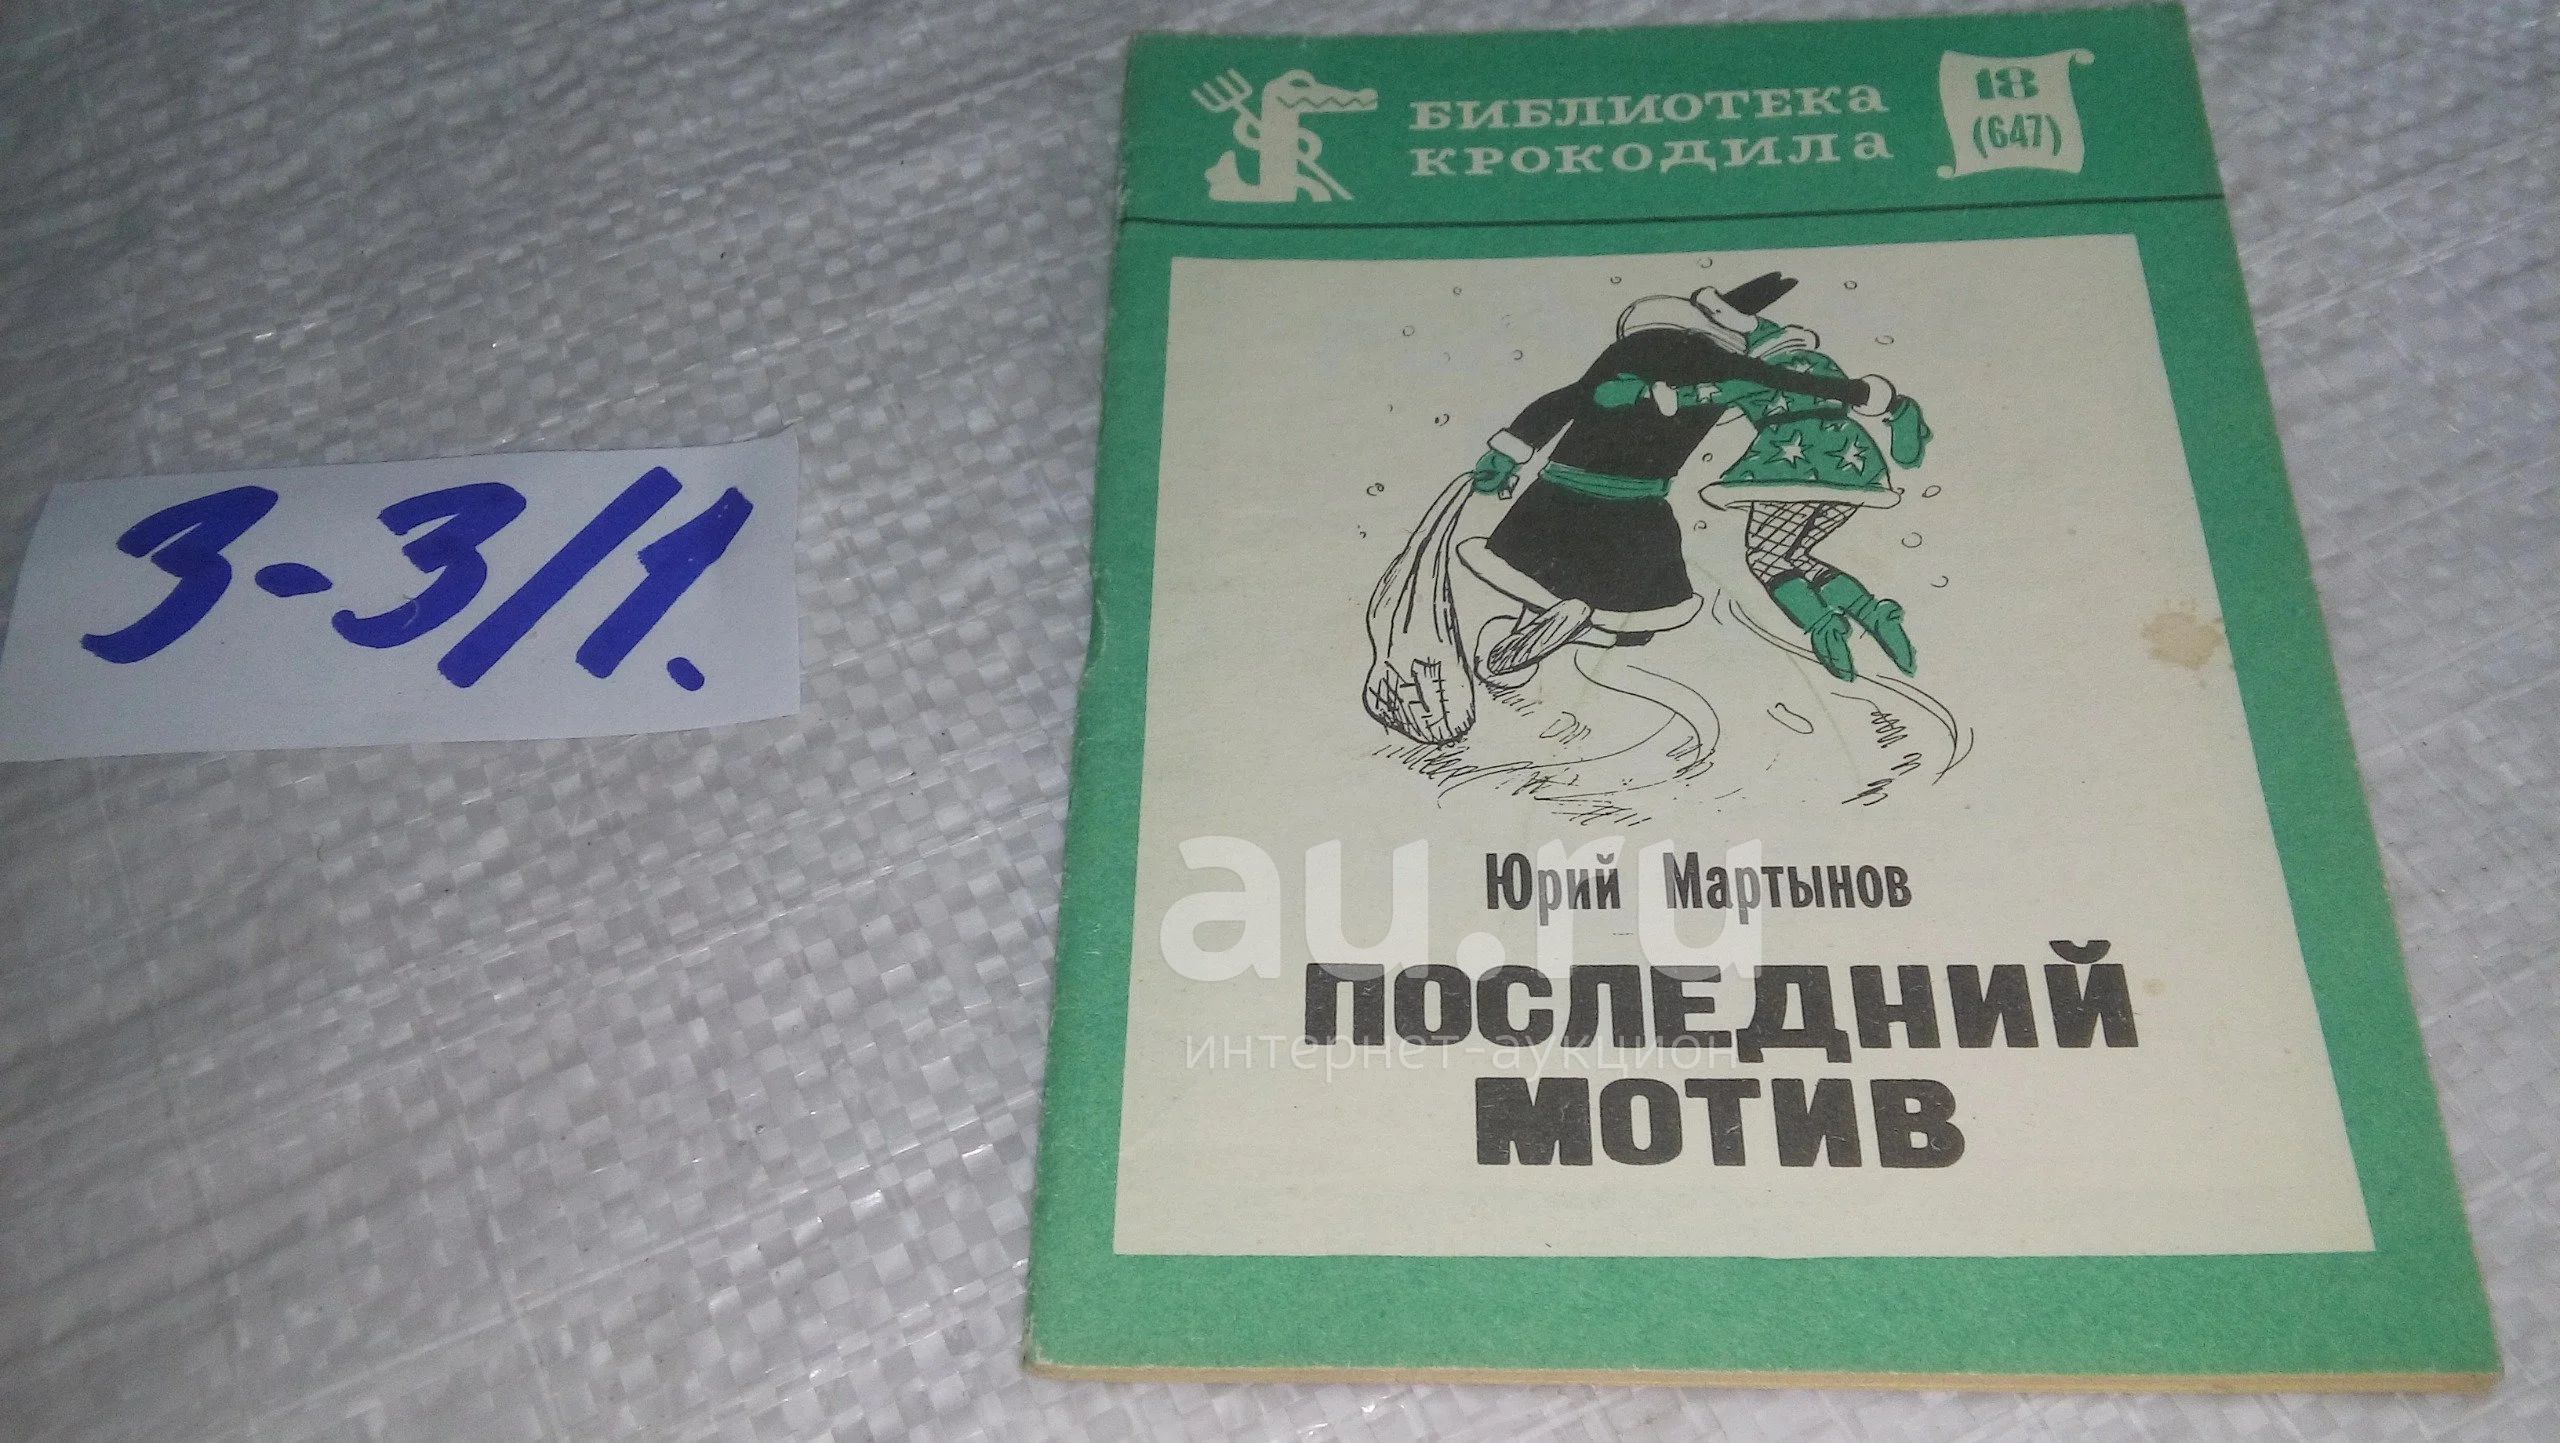 БИБЛИОТЕКА
КРОКОДИЛА
18
(647)
3-3/1.
Юрий Мартынов
au.ru
ПОСЛЕДНИЙ
интернет-аукцион
МОТИВ